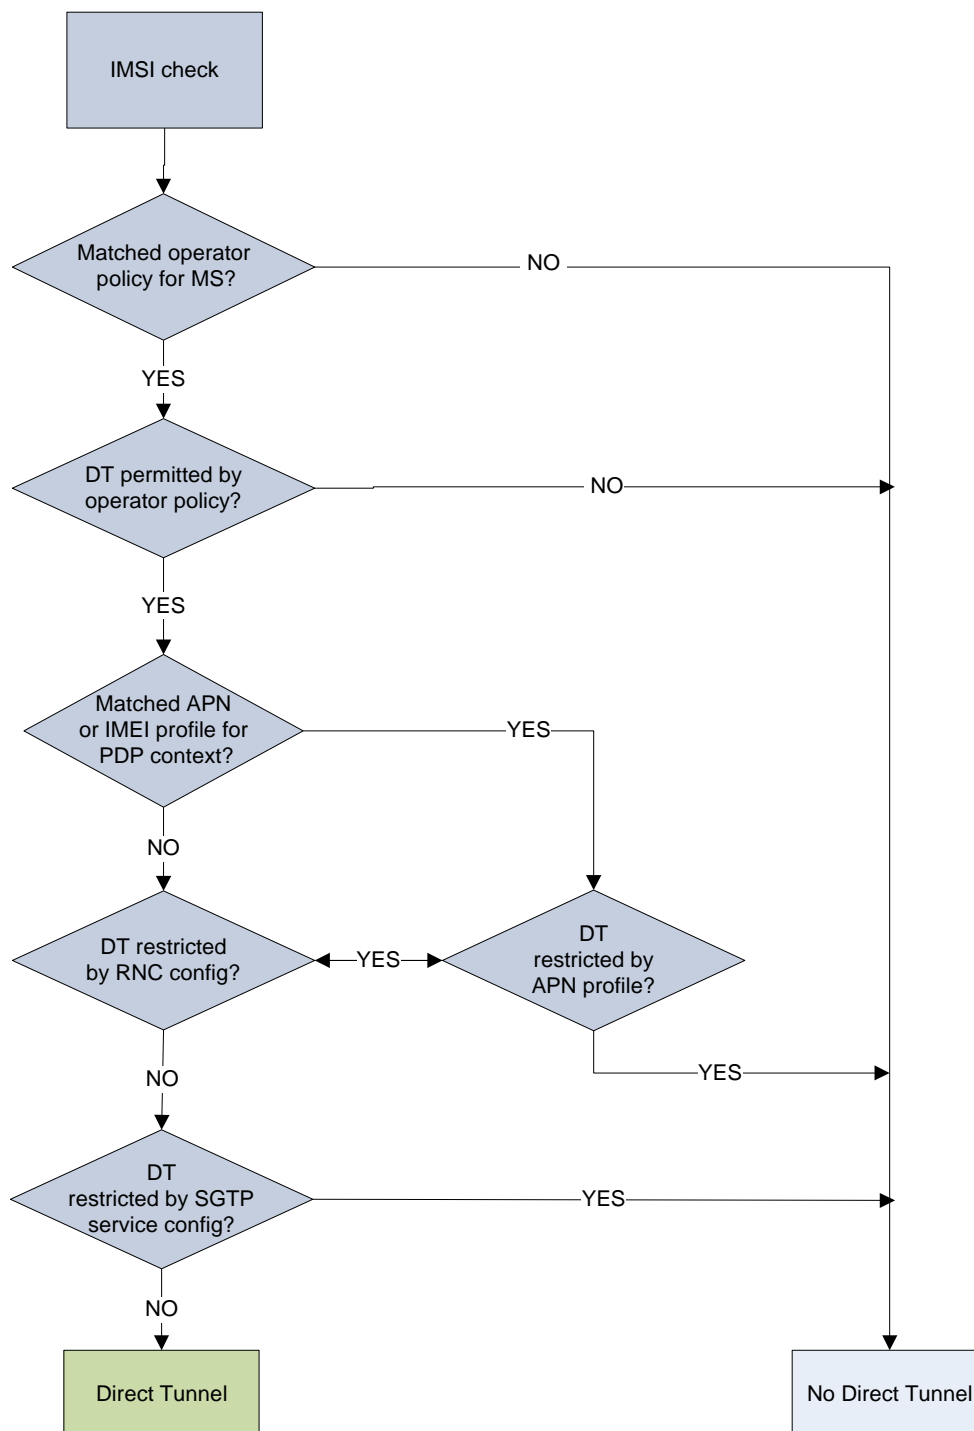 IMSI check
Matched operator
policy for MS?
NO
YES
DT permitted by
operator policy?
NO
YES
Matched APN
or IMEI profile for
PDP context?
YES
NO
DT restricted
by RNC config?
YES
DT
restricted by
APN profile?
NO
YES
DT
restricted by SGTP
service config?
YES
NO
Direct Tunnel
No Direct Tunnel